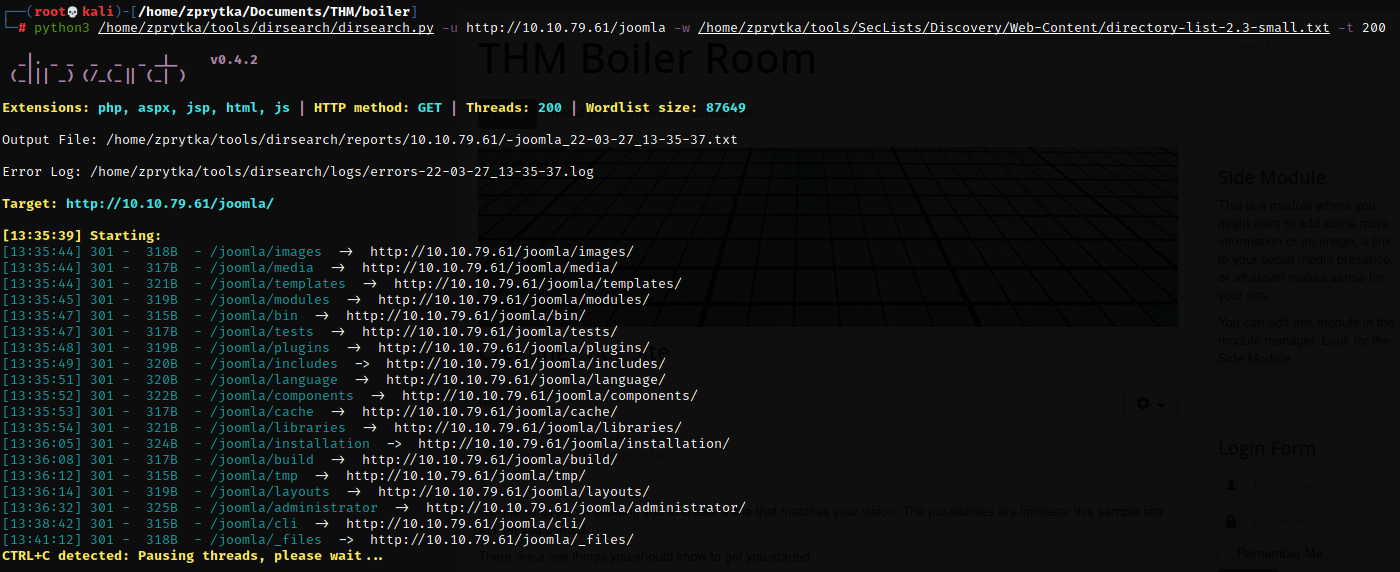 ┌──(root💀kali)-[/home/zprytka/Documents/THM/boiler]
└─# python3 /home/zprytka/tools/dirsearch/dirsearch.py -u http://10.10.79.61/joomla -w /home/zprytka/tools/SecLists/Discovery/Web-Content/directory-list-2.3-small.txt -t 200
THM Boiler Room
v0.4.2
Extensions: php, aspx, jsp, html, js | HTTP method: GET | Threads: 200 | Wordlist size: 87649
Output File: /home/zprytka/tools/dirsearch/reports/10.10.79.61/-joomla_22-03-27_13-35-37.txt
Error Log: /home/zprytka/tools/dirsearch/logs/errors-22-03-27_13-35-37.log
Target: http://10.10.79.61/joomla/
[13:35:39] Starting:
[13:35:44] 301 -  318B  - /joomla/images  ->  http://10.10.79.61/joomla/images/
[13:35:44] 301 -  317B  - /joomla/media  ->  http://10.10.79.61/joomla/media/
[13:35:44] 301 -  321B  - /joomla/templates  ->  http://10.10.79.61/joomla/templates/
[13:35:45] 301 -  319B  - /joomla/modules  ->  http://10.10.79.61/joomla/modules/
[13:35:47] 301 -  315B  - /joomla/bin  ->  http://10.10.79.61/joomla/bin/
[13:35:47] 301 -  317B  - /joomla/tests  ->  http://10.10.79.61/joomla/tests/
[13:35:48] 301 -  319B  - /joomla/plugins  ->  http://10.10.79.61/joomla/plugins/
[13:35:49] 301 -  320B  - /joomla/includes  ->  http://10.10.79.61/joomla/includes/
[13:35:51] 301 -  320B  - /joomla/language  ->  http://10.10.79.61/joomla/language/
[13:35:52] 301 -  322B  - /joomla/components  ->  http://10.10.79.61/joomla/components/
[13:35:53] 301 -  317B  - /joomla/cache  ->  http://10.10.79.61/joomla/cache/
[13:35:54] 301 -  321B  - /joomla/libraries  ->  http://10.10.79.61/joomla/libraries/
[13:36:05] 301 -  324B  - /joomla/installation  ->  http://10.10.79.61/joomla/installation/
[13:36:08] 301 -  317B  - /joomla/build  ->  http://10.10.79.61/joomla/build/
[13:36:12] 301 -  315B  - /joomla/tmp  ->  http://10.10.79.61/joomla/tmp/
[13:36:14] 301 -  319B  - /joomla/layouts  ->  http://10.10.79.61/joomla/layouts/
[13:36:32] 301 -  325B  - /joomla/administrator  ->  http://10.10.79.61/joomla/administrator/
[13:38:42] 301 -  315B  - /joomla/cli  ->  http://10.10.79.61/joomla/cli/
[13:41:12] 301 -  318B  - /joomla/_files  ->  http://10.10.79.61/joomla/_files/
CTRL+C detected: Pausing threads, please wait...
that matches your vision. The possibilities are limitless; this sample site
There are a few things you should know to get you started.
Side Module
This is a module where you
might want to add some more
information or an image, a link
to your social media presence,
or whatever makes sense for
your site.
You can edit this module in the
module manager. Look for the
Side Module.
Login Form
Username
Password
Remember Me